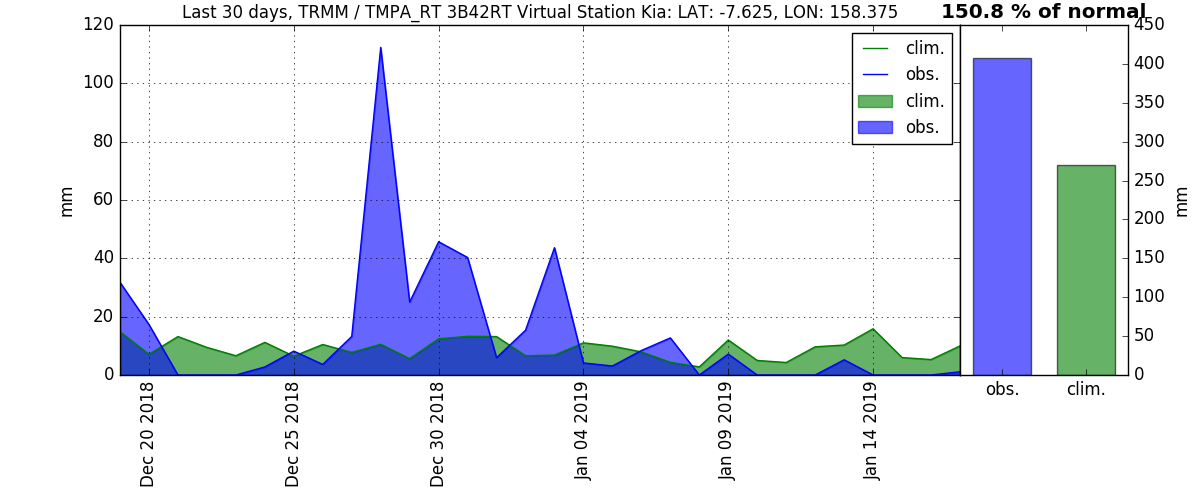 Last 30 days, TRMM / TMPA_RT 3B42RT Virtual Station Kia: LAT: -7.625, LON: 158.375
150.8 % of normal
120
100
80
60
40
20
0
mm
clim.
obs.
clim.
obs.
450
400
350
300
250
200
150
100
50
0
mm
Dec 20 2018
Dec 25 2018
Dec 30 2018
Jan 04 2019
Jan 09 2019
Jan 14 2019
obs.
clim.